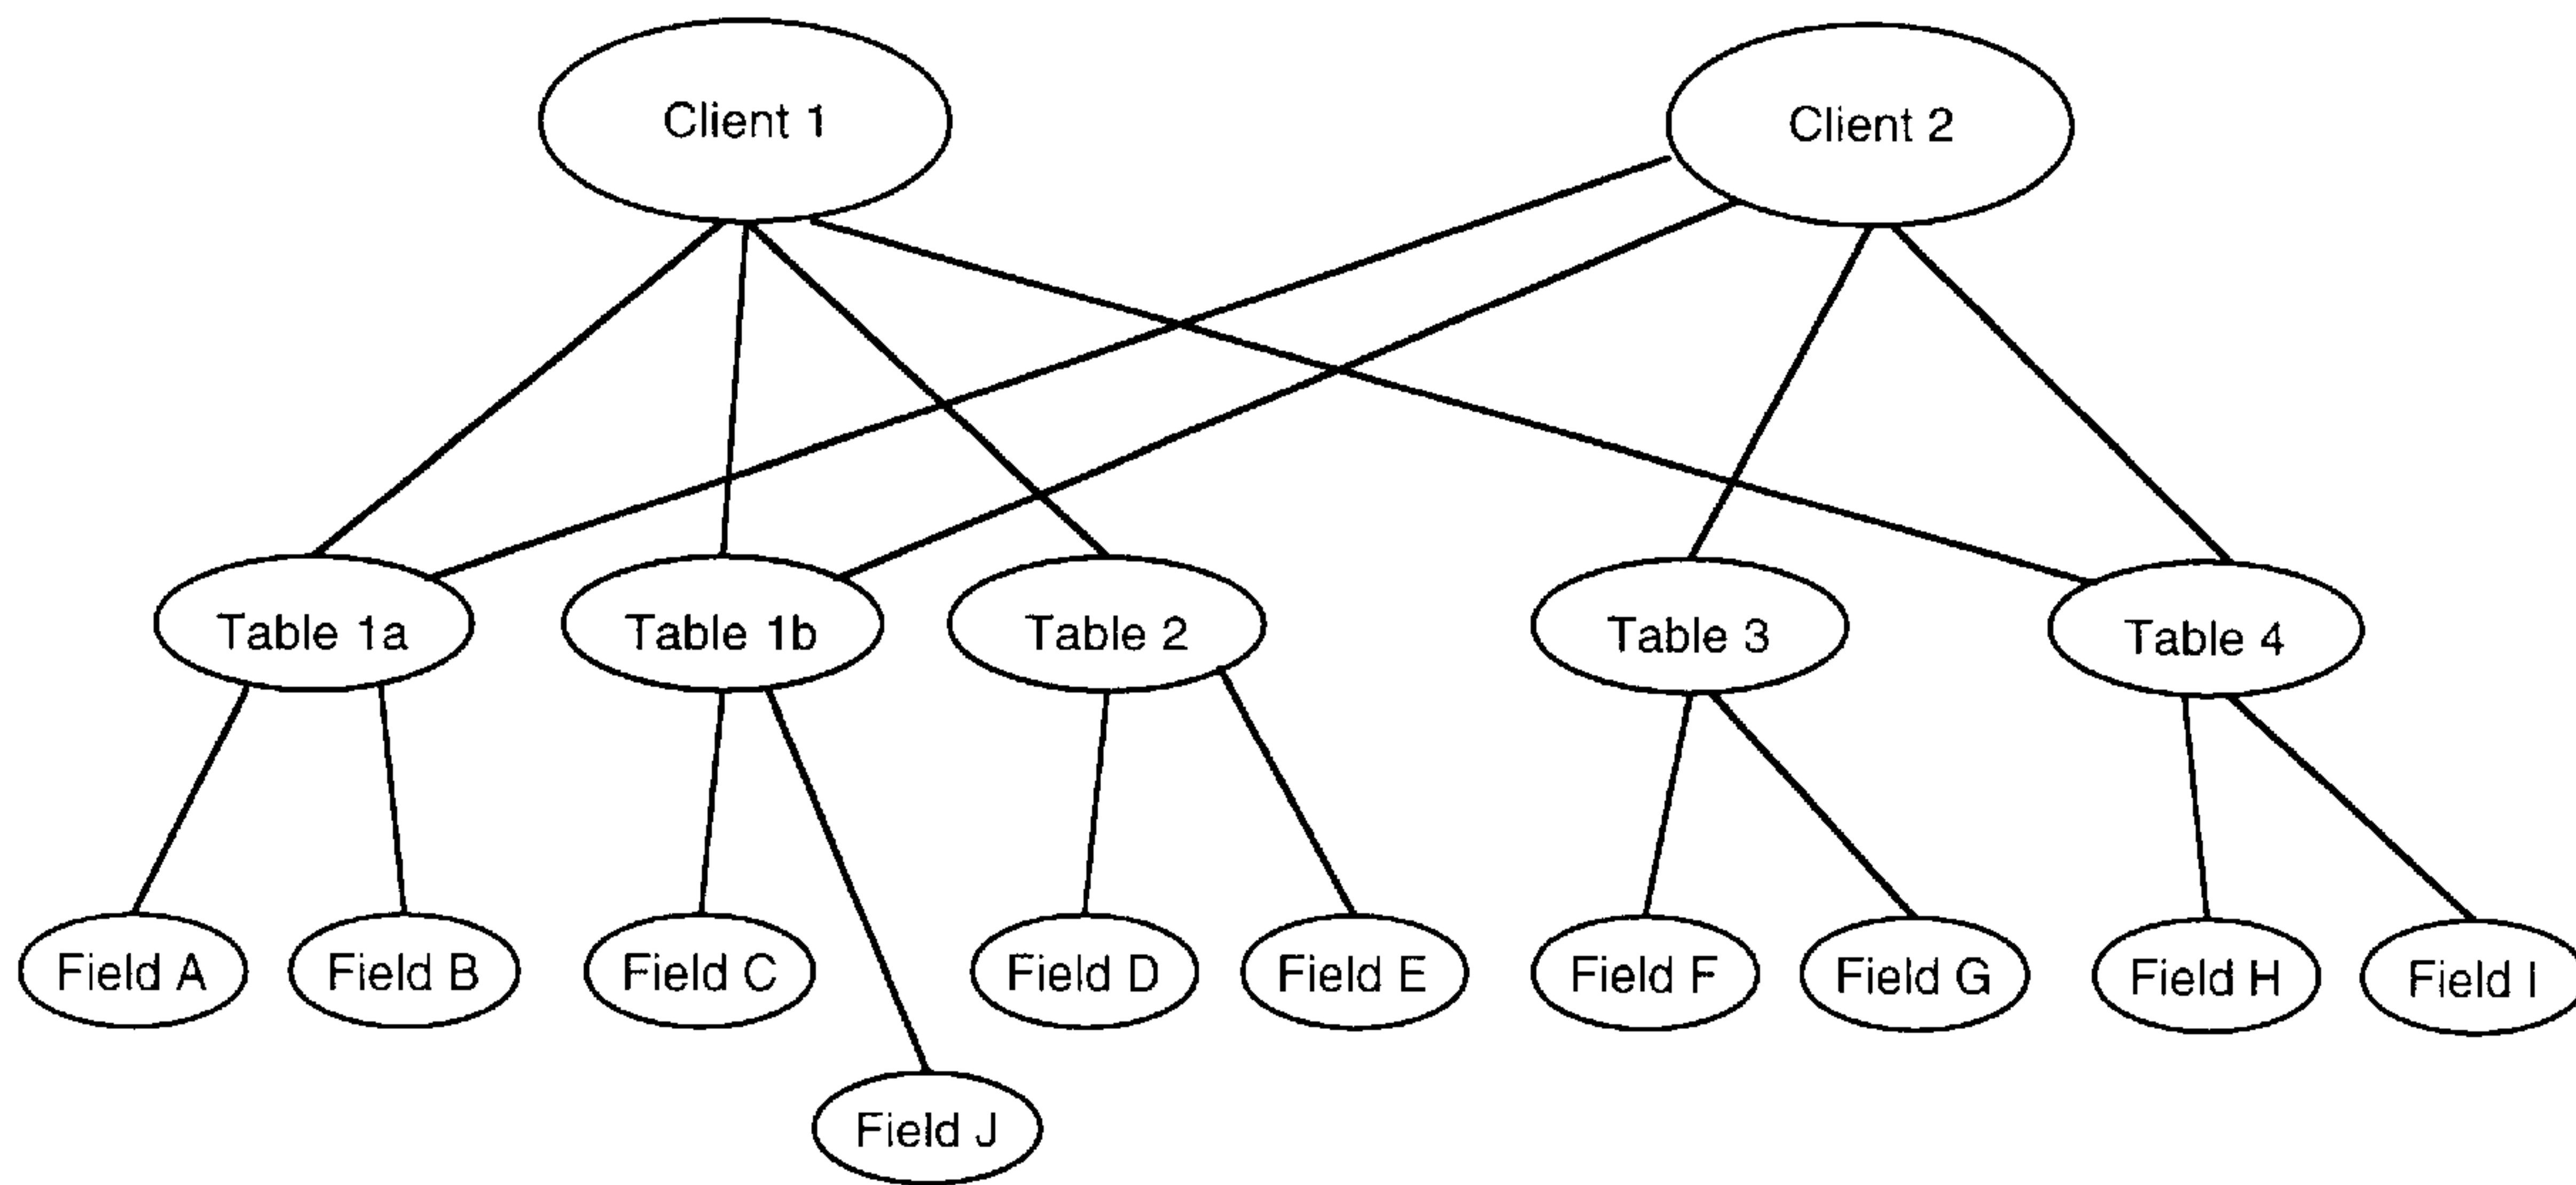 Client 1
Client 2
Table 1a
Table 1b
Table 2
Table 3
Table 4
Field A
Field B
Field C
Field D
Field E
Field F
Field G
Field H
Field I
Field J